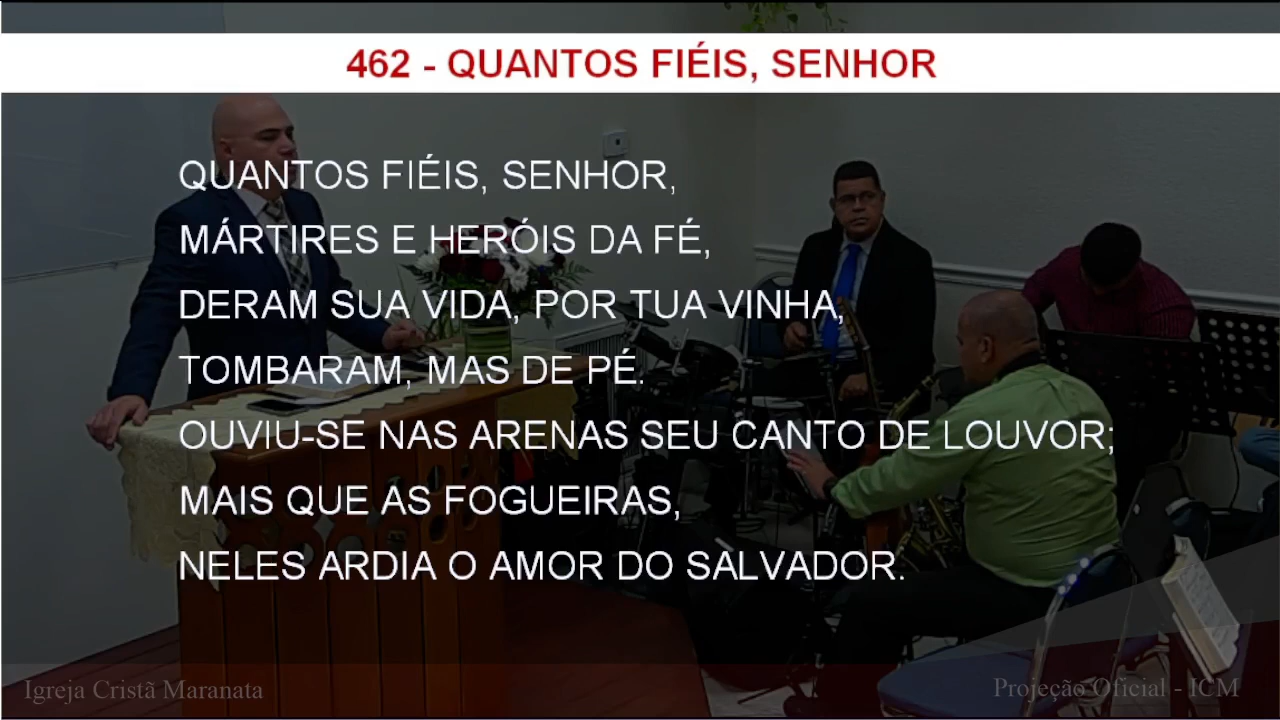 462 - QUANTOS FIÉIS, SENHOR
QUANTOS FIÉIS, SENHOR,
MÁRTIRES E HERÓIS DA FÉ,
DERAM SUA VIDA, POR TUA VINHA,
TOMBARAM, MAS DE PÉ.
OUVIU-SE NAS ARENAS SEU CANTO DE LOUVOR;
MAIS QUE AS FOGUEIRAS,
NELES ARDIA O AMOR DO SALVADOR.
Igreja Cristã Maranata
Projeção Oficial - ICM